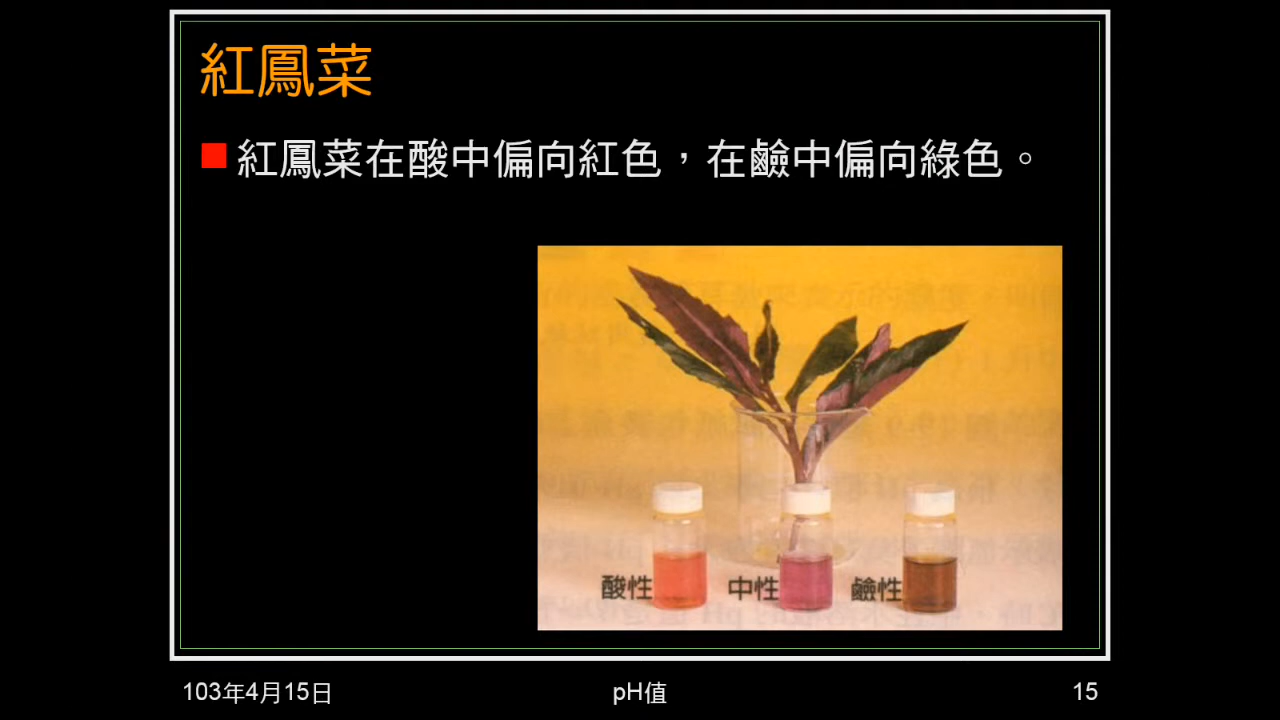 紅鳳菜
紅鳳菜在酸中偏向紅色，在鹼中偏向綠色。
酸性 中性 鹼性
103年4月15日 pH值 15